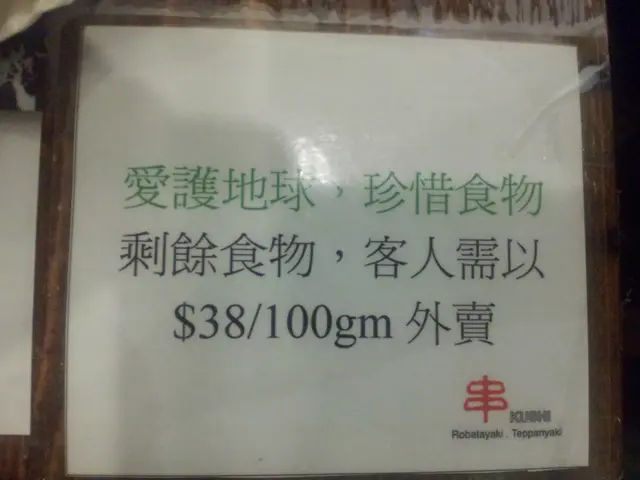 愛護地球，珍惜食物
剩餘食物，客人需以
$38/100gm 外賣
串 KUSHI
Robatayaki . Teppanyaki